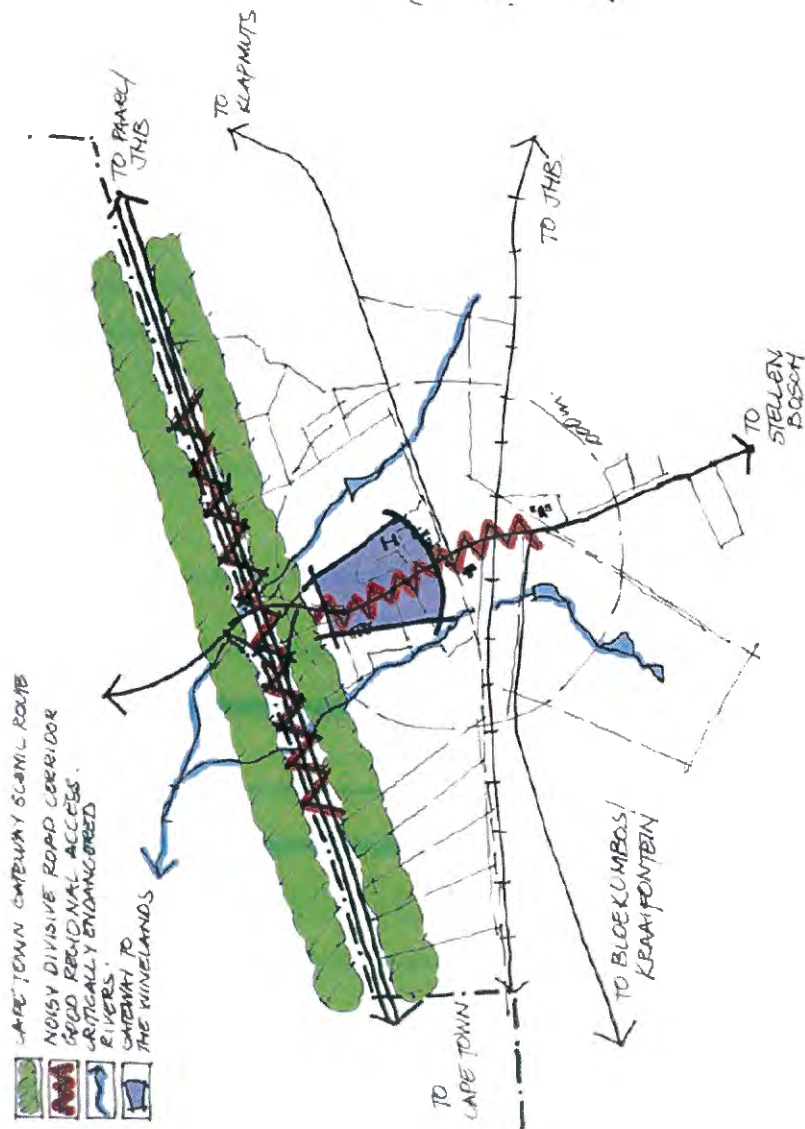 CAPE TOWN GATEWAY SCENIC ROUTE
NOISY DIVISIVE ROAD CORRIDOR
GOOD REGIONAL ACCESS.
CRITICALLY ENDANGERED
RIVERS.
GATEWAY TO
THE WINELANDS
TO PAARL/
JHB
TO
KLAPMUTS
TO JHB.
TO
STELLEN
BOSCH
TO
CAPE TOWN
TO BLOEKUMBOS/
KRAAIFONTEIN